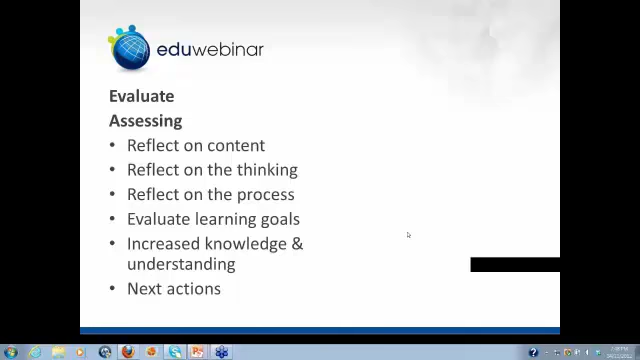 eduwebinar
Evaluate
Assessing
• Reflect on content
• Reflect on the thinking
• Reflect on the process
• Evaluate learning goals
• Increased knowledge &
understanding
• Next actions